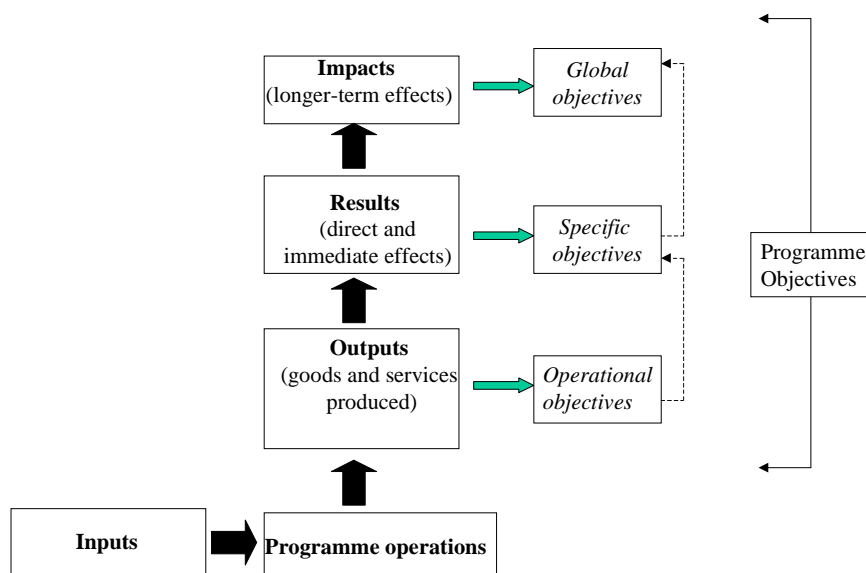 Impacts
(longer-term effects)
Global
objectives
Results
(direct and
immediate effects)
Specific
objectives
Programme
Objectives
Outputs
(goods and services
produced)
Operational
objectives
Inputs
Programme operations